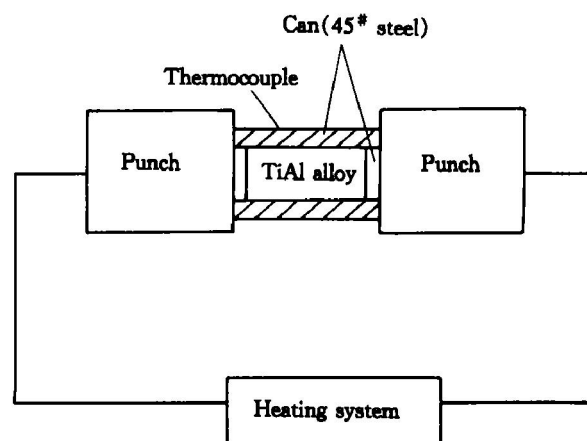 Can(45# steel)
Thermocouple
Punch
TiAl alloy
Punch
Heating system